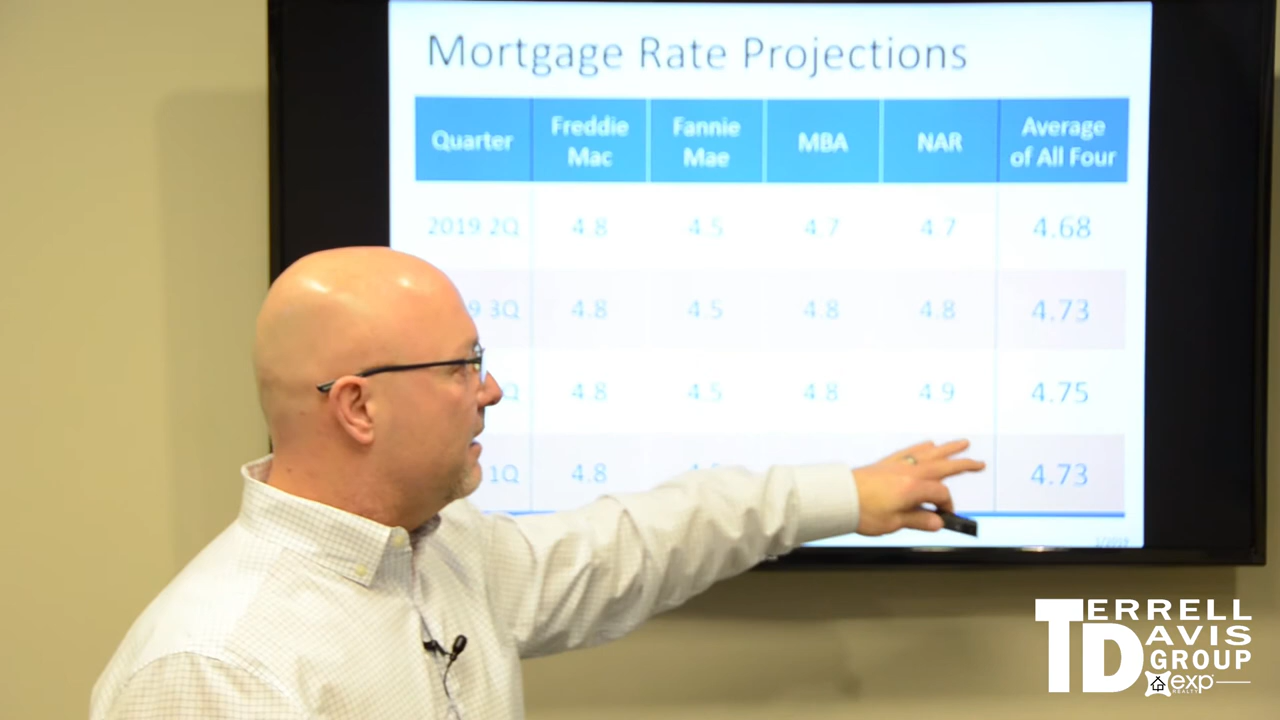 Mortgage Rate Projections
Quarter Freddie Mac Fannie Mae MBA NAR Average of All Four
2019 2Q 4.8 4.5 4.7 4.7 4.68
9 3Q 4.8 4.5 4.8 4.8 4.73
Q 4.8 4.5 4.8 4.9 4.75
1Q 4.8 4.73
TERRELL
DAVIS
GROUP
exp
REALTY